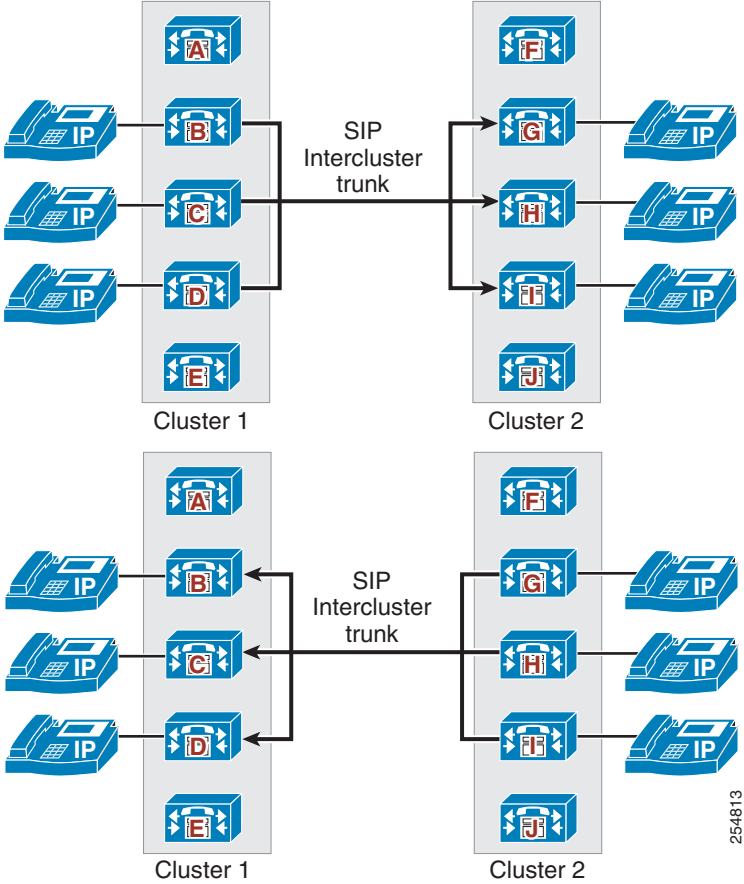 A
F
IP
B
SIP
Intercluster
trunk
G
IP
IP
C
H
IP
IP
D
I
IP
E
J
Cluster 1
Cluster 2
A
F
IP
B
SIP
Intercluster
trunk
G
IP
IP
C
H
IP
IP
D
I
IP
E
J
254813
Cluster 1
Cluster 2